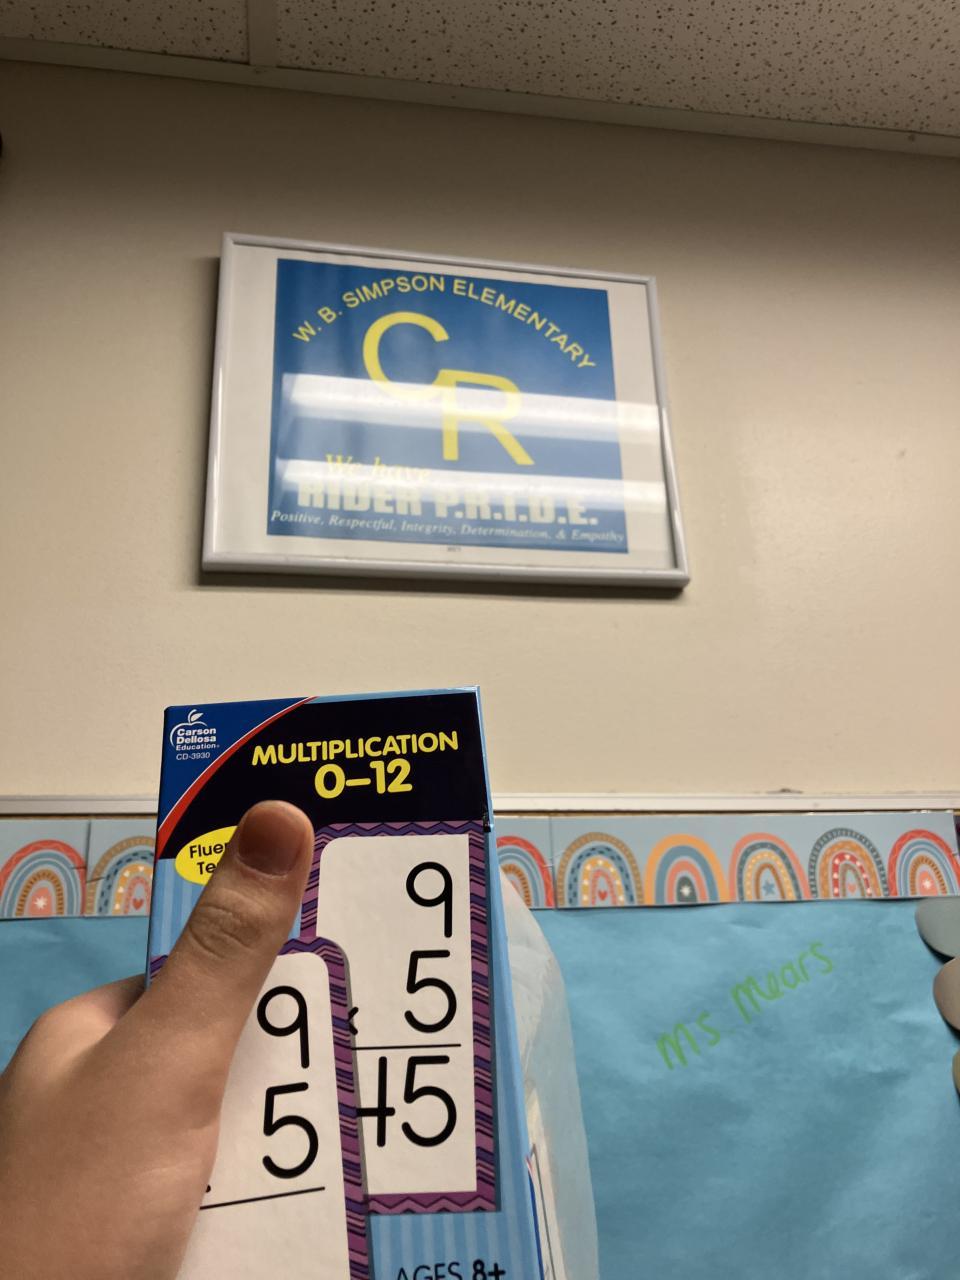 W. B. SIMPSON ELEMENTARY
CR
We have
RIDER P.R.I.D.E.
Positive, Respectful, Integrity, Determination, & Empathy
Carson
Dellosa
Education
CD-3930
MULTIPLICATION
0–12
9
5
45
9
5
AGES 8+
Ms Mears